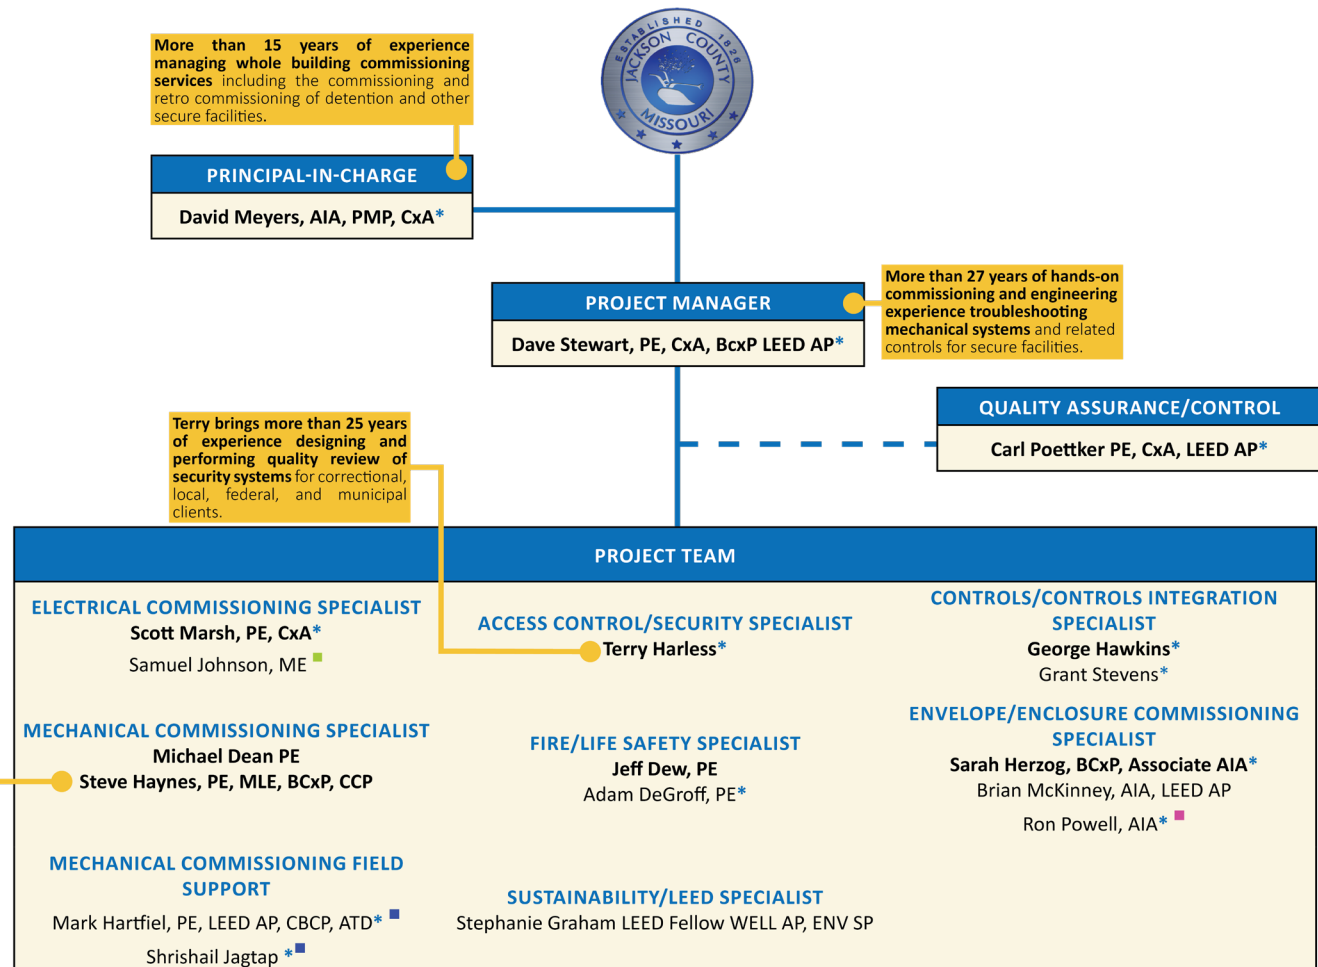 ESTABLISHED 1826
JACKSON COUNTY
MISSOURI
More than 15 years of experience
managing whole building commissioning
services including the commissioning and
retro commissioning of detention and other
secure facilities.
PRINCIPAL-IN-CHARGE
David Meyers, AIA, PMP, CxA*
PROJECT MANAGER
Dave Stewart, PE, CxA, BcxP LEED AP*
More than 27 years of hands-on
commissioning and engineering
experience troubleshooting
mechanical systems and related
controls for secure facilities.
QUALITY ASSURANCE/CONTROL
Carl Poettker PE, CxA, LEED AP*
Terry brings more than 25 years
of experience designing and
performing quality review of
security systems for correctional,
local, federal, and municipal
clients.
PROJECT TEAM
ELECTRICAL COMMISSIONING SPECIALIST
Scott Marsh, PE, CxA*
Samuel Johnson, ME
MECHANICAL COMMISSIONING SPECIALIST
Michael Dean PE
Steve Haynes, PE, MLE, BCxP, CCP
MECHANICAL COMMISSIONING FIELD
SUPPORT
Mark Hartfiel, PE, LEED AP, CBCP, ATD*
Shrishail Jagtap *
ACCESS CONTROL/SECURITY SPECIALIST
Terry Harless*
FIRE/LIFE SAFETY SPECIALIST
Jeff Dew, PE
Adam DeGroff, PE*
SUSTAINABILITY/LEED SPECIALIST
Stephanie Graham LEED Fellow WELL AP, ENV SP
CONTROLS/CONTROLS INTEGRATION
SPECIALIST
George Hawkins*
Grant Stevens*
ENVELOPE/ENCLOSURE COMMISSIONING
SPECIALIST
Sarah Herzog, BCxP, Associate AIA*
Brian McKinney, AIA, LEED AP
Ron Powell, AIA*